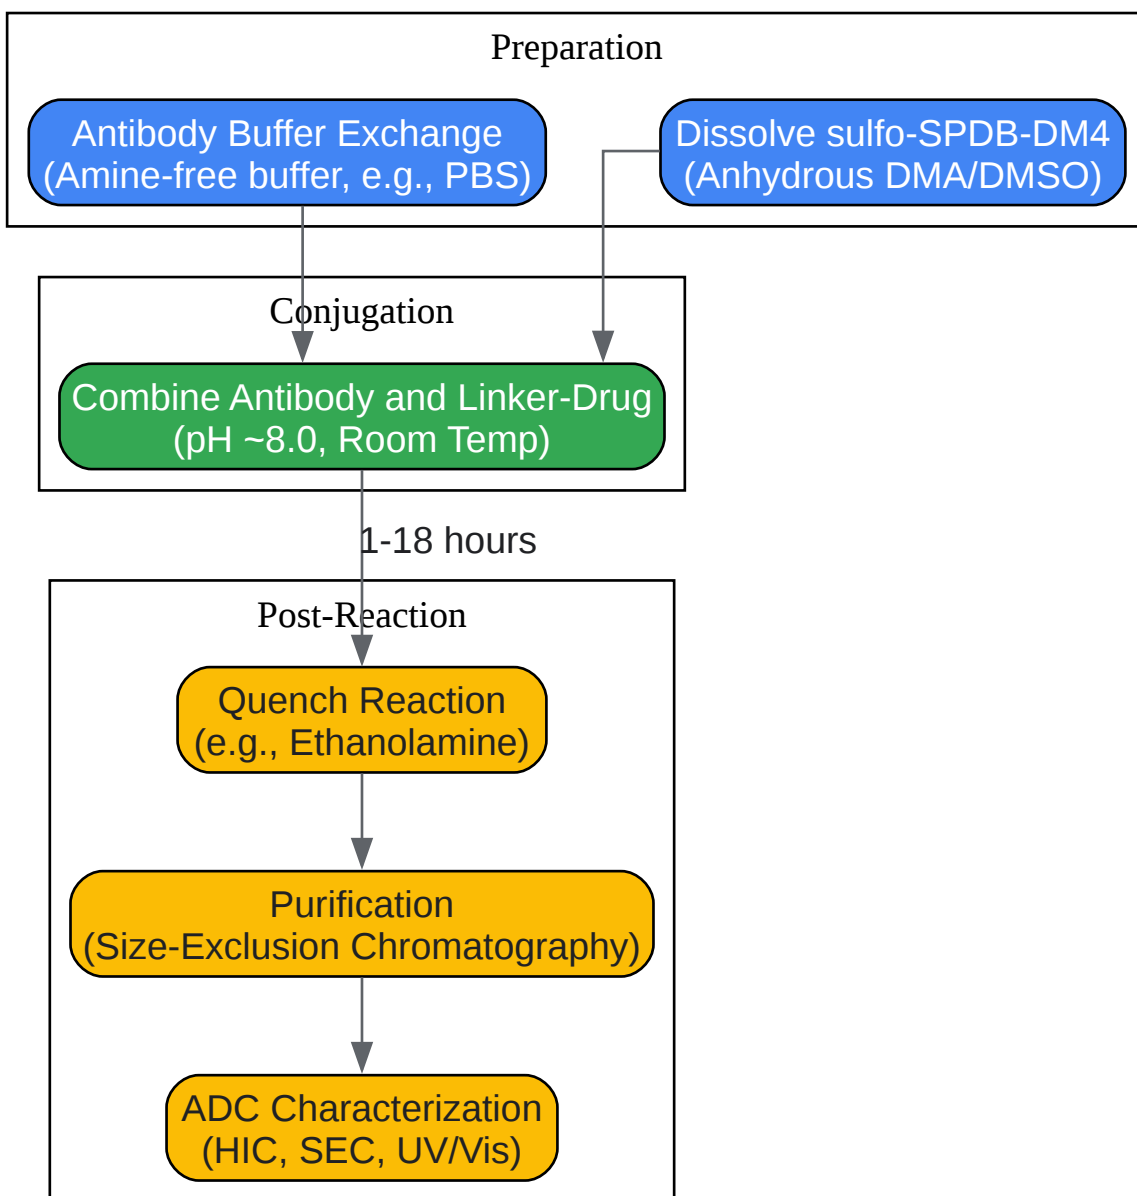 Preparation
Antibody Buffer Exchange
(Amine-free buffer, e.g., PBS)
Dissolve sulfo-SPDB-DM4
(Anhydrous DMA/DMSO)
Conjugation
Combine Antibody and Linker-Drug
(pH ~8.0, Room Temp)
1-18 hours
Post-Reaction
Quench Reaction
(e.g., Ethanolamine)
Purification
(Size-Exclusion Chromatography)
ADC Characterization
(HIC, SEC, UV/Vis)